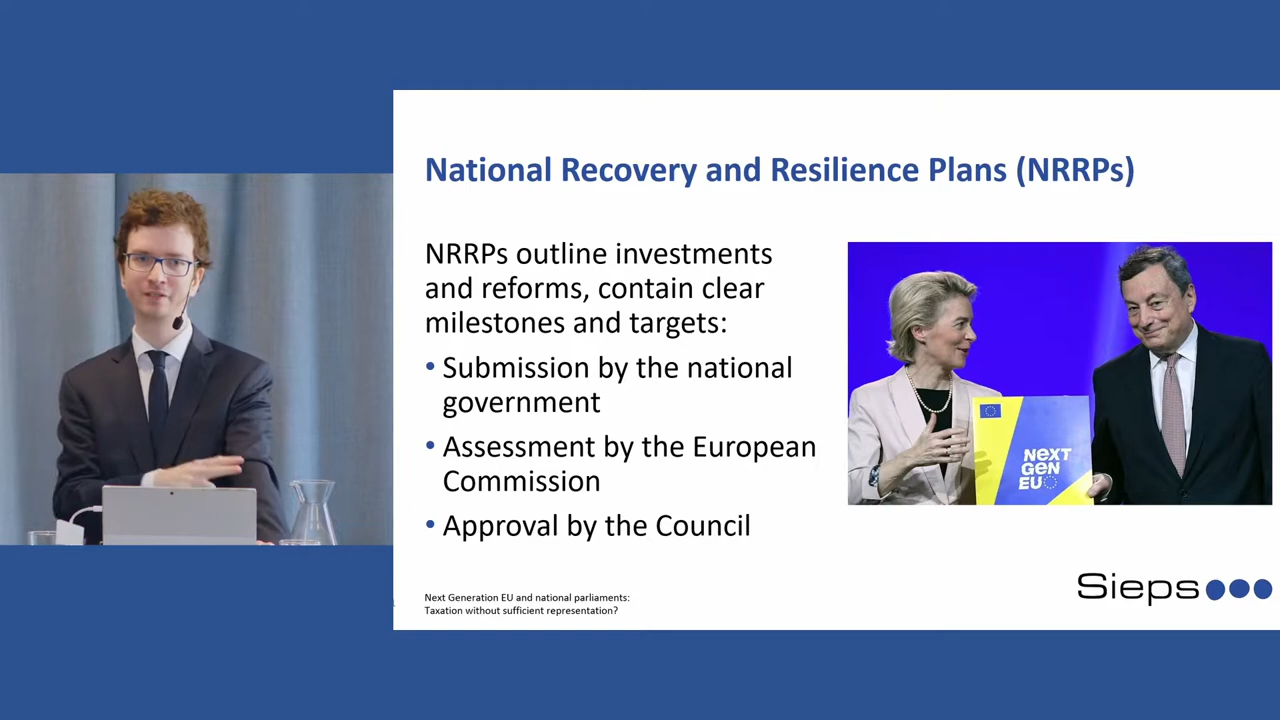 National Recovery and Resilience Plans (NRRPs)
NRRPs outline investments
and reforms, contain clear
milestones and targets:
• Submission by the national
government
• Assessment by the European
Commission
• Approval by the Council
NEXT
GEN
EU
Next Generation EU and national parliaments:
Taxation without sufficient representation?
Sieps